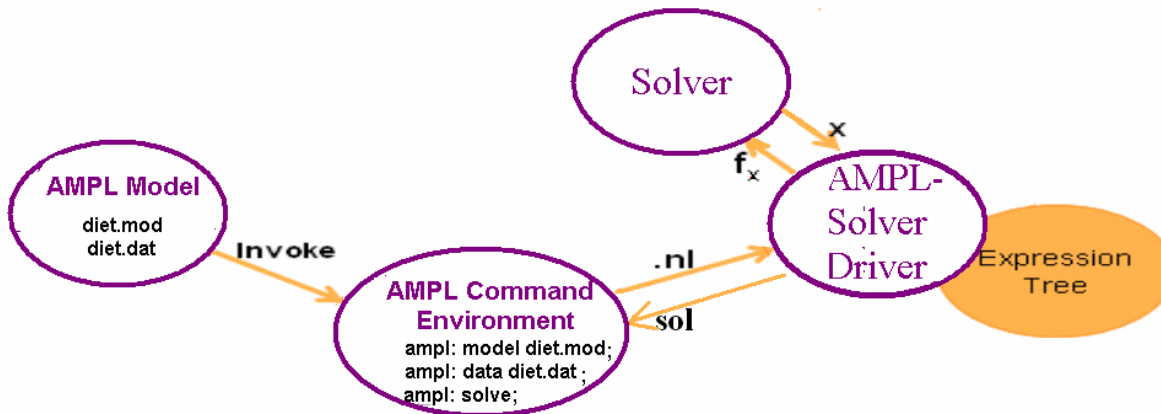 Solver
x
f_x
AMPL Model
diet.mod
diet.dat
Invoke
AMPL Command
Environment
ampl: model diet.mod;
ampl: data diet.dat ;
ampl: solve;
.nl
sol
AMPL-
Solver
Driver
Expression
Tree